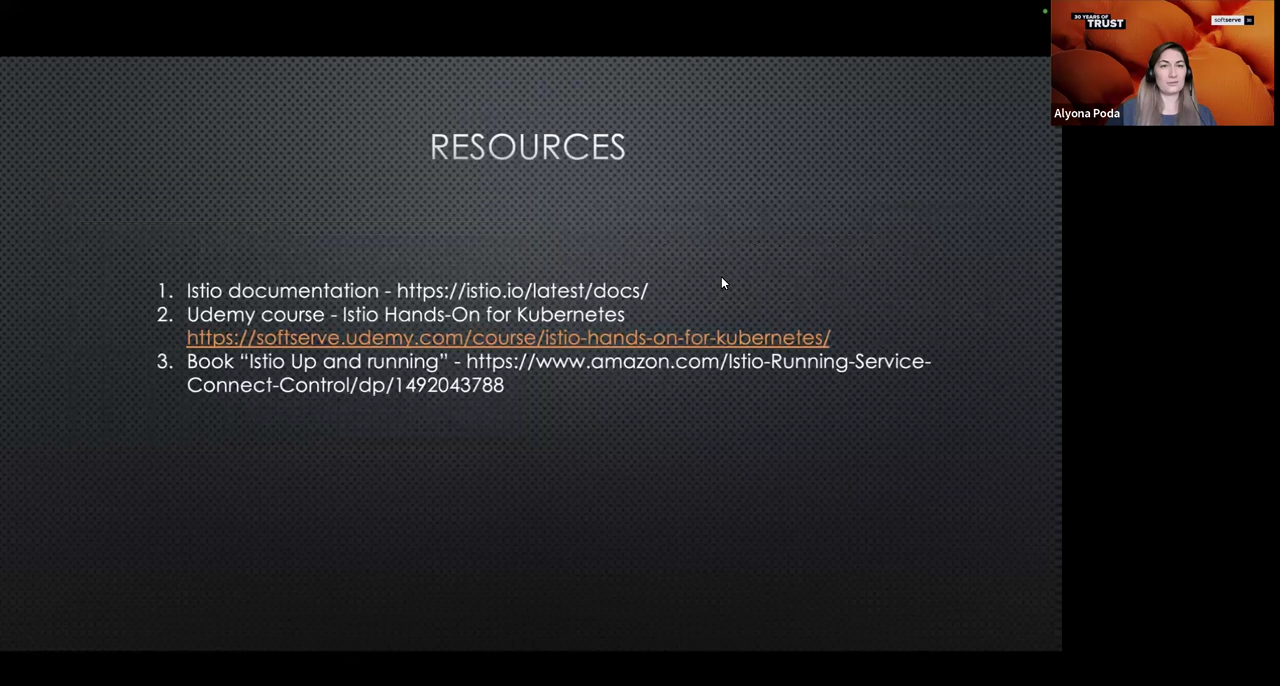 30 YEARS OF
TRUST
softserve 30
Alyona Poda
RESOURCES
1. Istio documentation - https://istio.io/latest/docs/
2. Udemy course - Istio Hands-On for Kubernetes
https://softserve.udemy.com/course/istio-hands-on-for-kubernetes/
3. Book “Istio Up and running” - https://www.amazon.com/Istio-Running-Service-
Connect-Control/dp/1492043788